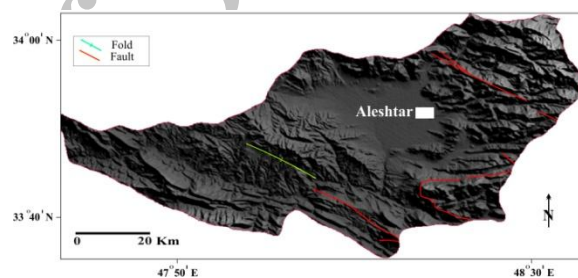 34°00′ N
Fold
Fault
Aleshtar
33°40′ N
N
0 20 Km
47°50′ E
48°30′ E